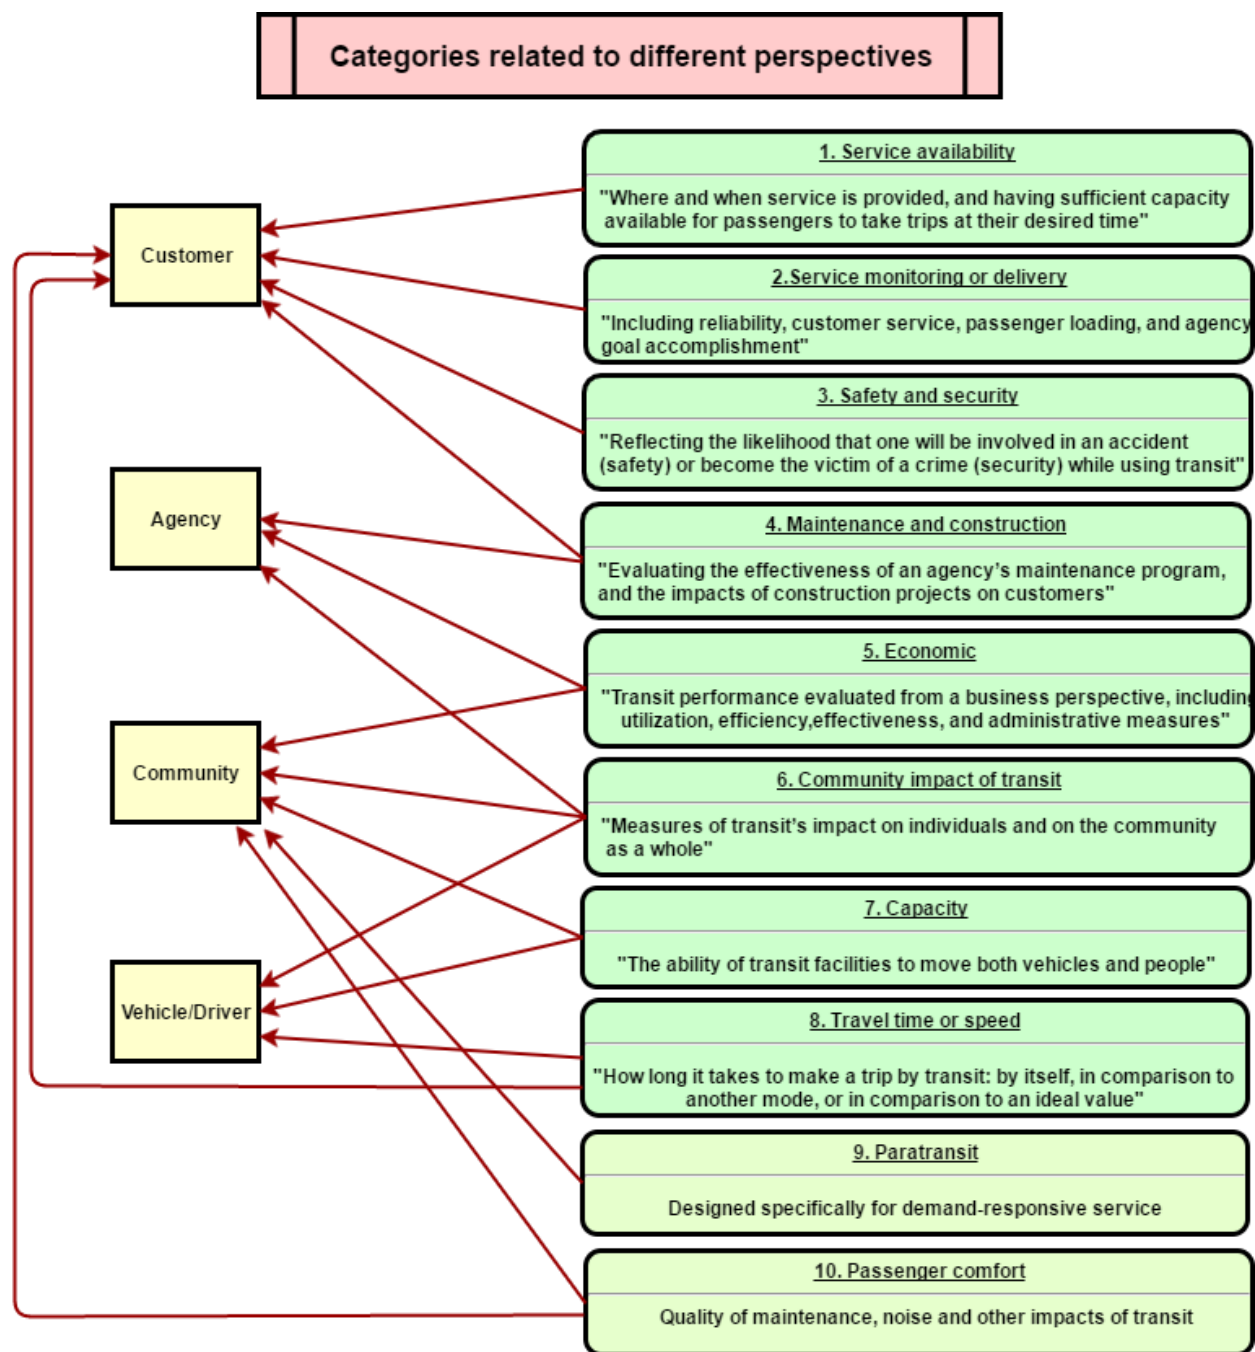 Categories related to different perspectives
Customer
Agency
Community
Vehicle/Driver
1. Service availability
"Where and when service is provided, and having sufficient capacity
available for passengers to take trips at their desired time"
2.Service monitoring or delivery
"Including reliability, customer service, passenger loading, and agency
goal accomplishment"
3. Safety and security
"Reflecting the likelihood that one will be involved in an accident
(safety) or become the victim of a crime (security) while using transit"
4. Maintenance and construction
"Evaluating the effectiveness of an agency’s maintenance program,
and the impacts of construction projects on customers"
5. Economic
"Transit performance evaluated from a business perspective, including
utilization, efficiency,effectiveness, and administrative measures"
6. Community impact of transit
"Measures of transit’s impact on individuals and on the community
as a whole"
7. Capacity
"The ability of transit facilities to move both vehicles and people"
8. Travel time or speed
"How long it takes to make a trip by transit: by itself, in comparison to
another mode, or in comparison to an ideal value"
9. Paratransit
Designed specifically for demand-responsive service
10. Passenger comfort
Quality of maintenance, noise and other impacts of transit